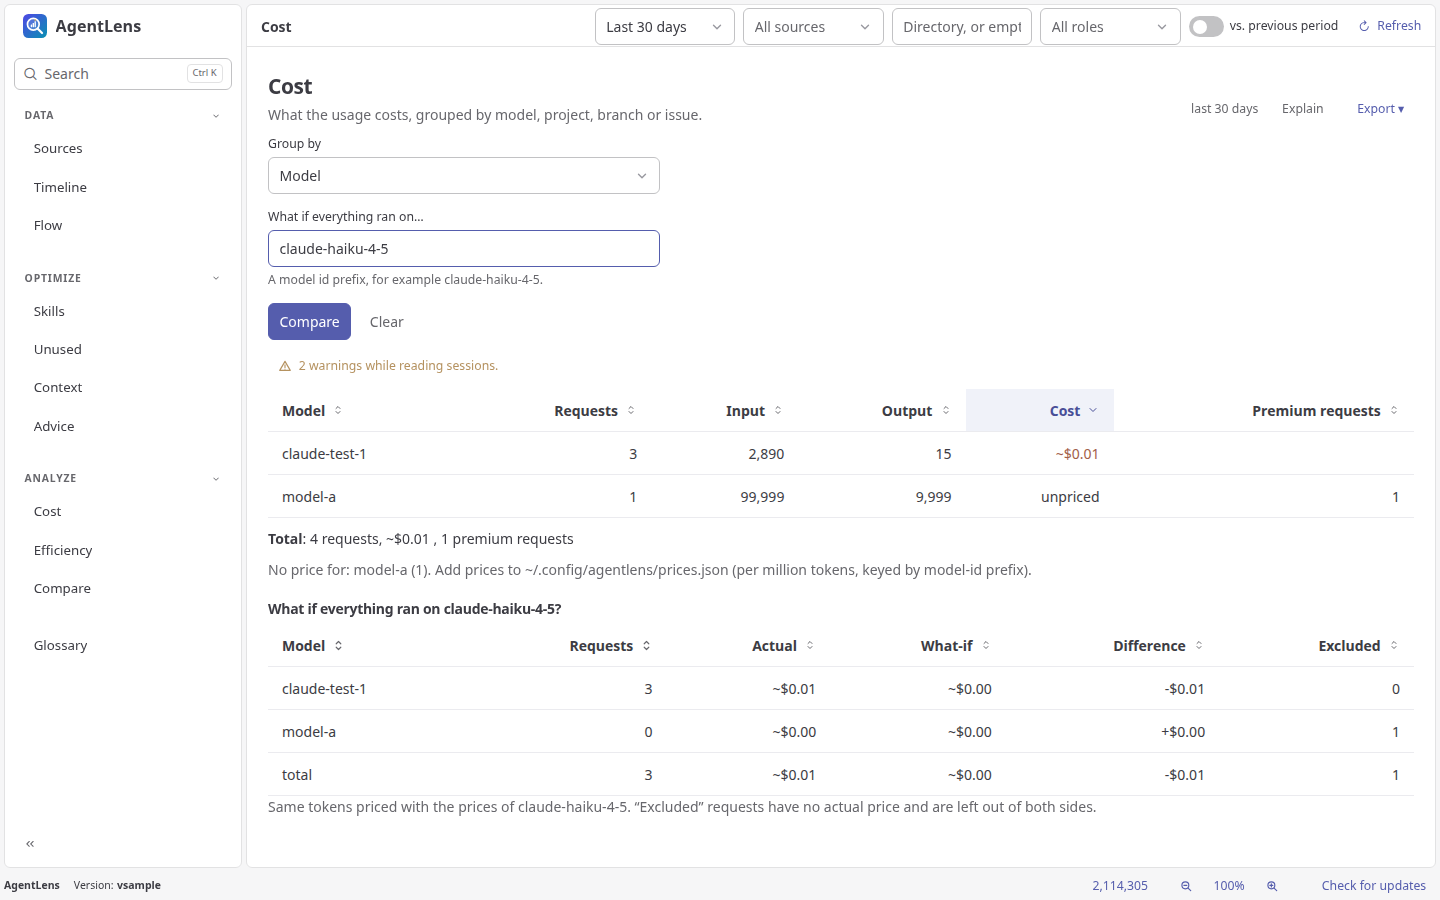 AgentLens
Search Ctrl K
DATA
Sources
Timeline
Flow
OPTIMIZE
Skills
Unused
Context
Advice
ANALYZE
Cost
Efficiency
Compare
Glossary
«
Cost Last 30 days All sources Directory, or empt All roles vs. previous period Refresh
Cost
What the usage costs, grouped by model, project, branch or issue.
last 30 days Explain Export ▾
Group by
Model
What if everything ran on...
claude-haiku-4-5
A model id prefix, for example claude-haiku-4-5.
Compare Clear
2 warnings while reading sessions.
Model Requests Input Output Cost Premium requests
claude-test-1 3 2,890 15 ~$0.01
model-a 1 99,999 9,999 unpriced 1
Total: 4 requests, ~$0.01 , 1 premium requests
No price for: model-a (1). Add prices to ~/.config/agentlens/prices.json (per million tokens, keyed by model-id prefix).
What if everything ran on claude-haiku-4-5?
Model Requests Actual What-if Difference Excluded
claude-test-1 3 ~$0.01 ~$0.00 -$0.01 0
model-a 0 ~$0.00 ~$0.00 +$0.00 1
total 3 ~$0.01 ~$0.00 -$0.01 1
Same tokens priced with the prices of claude-haiku-4-5. “Excluded” requests have no actual price and are left out of both sides.
AgentLens Version: vsample 2,114,305 100% Check for updates